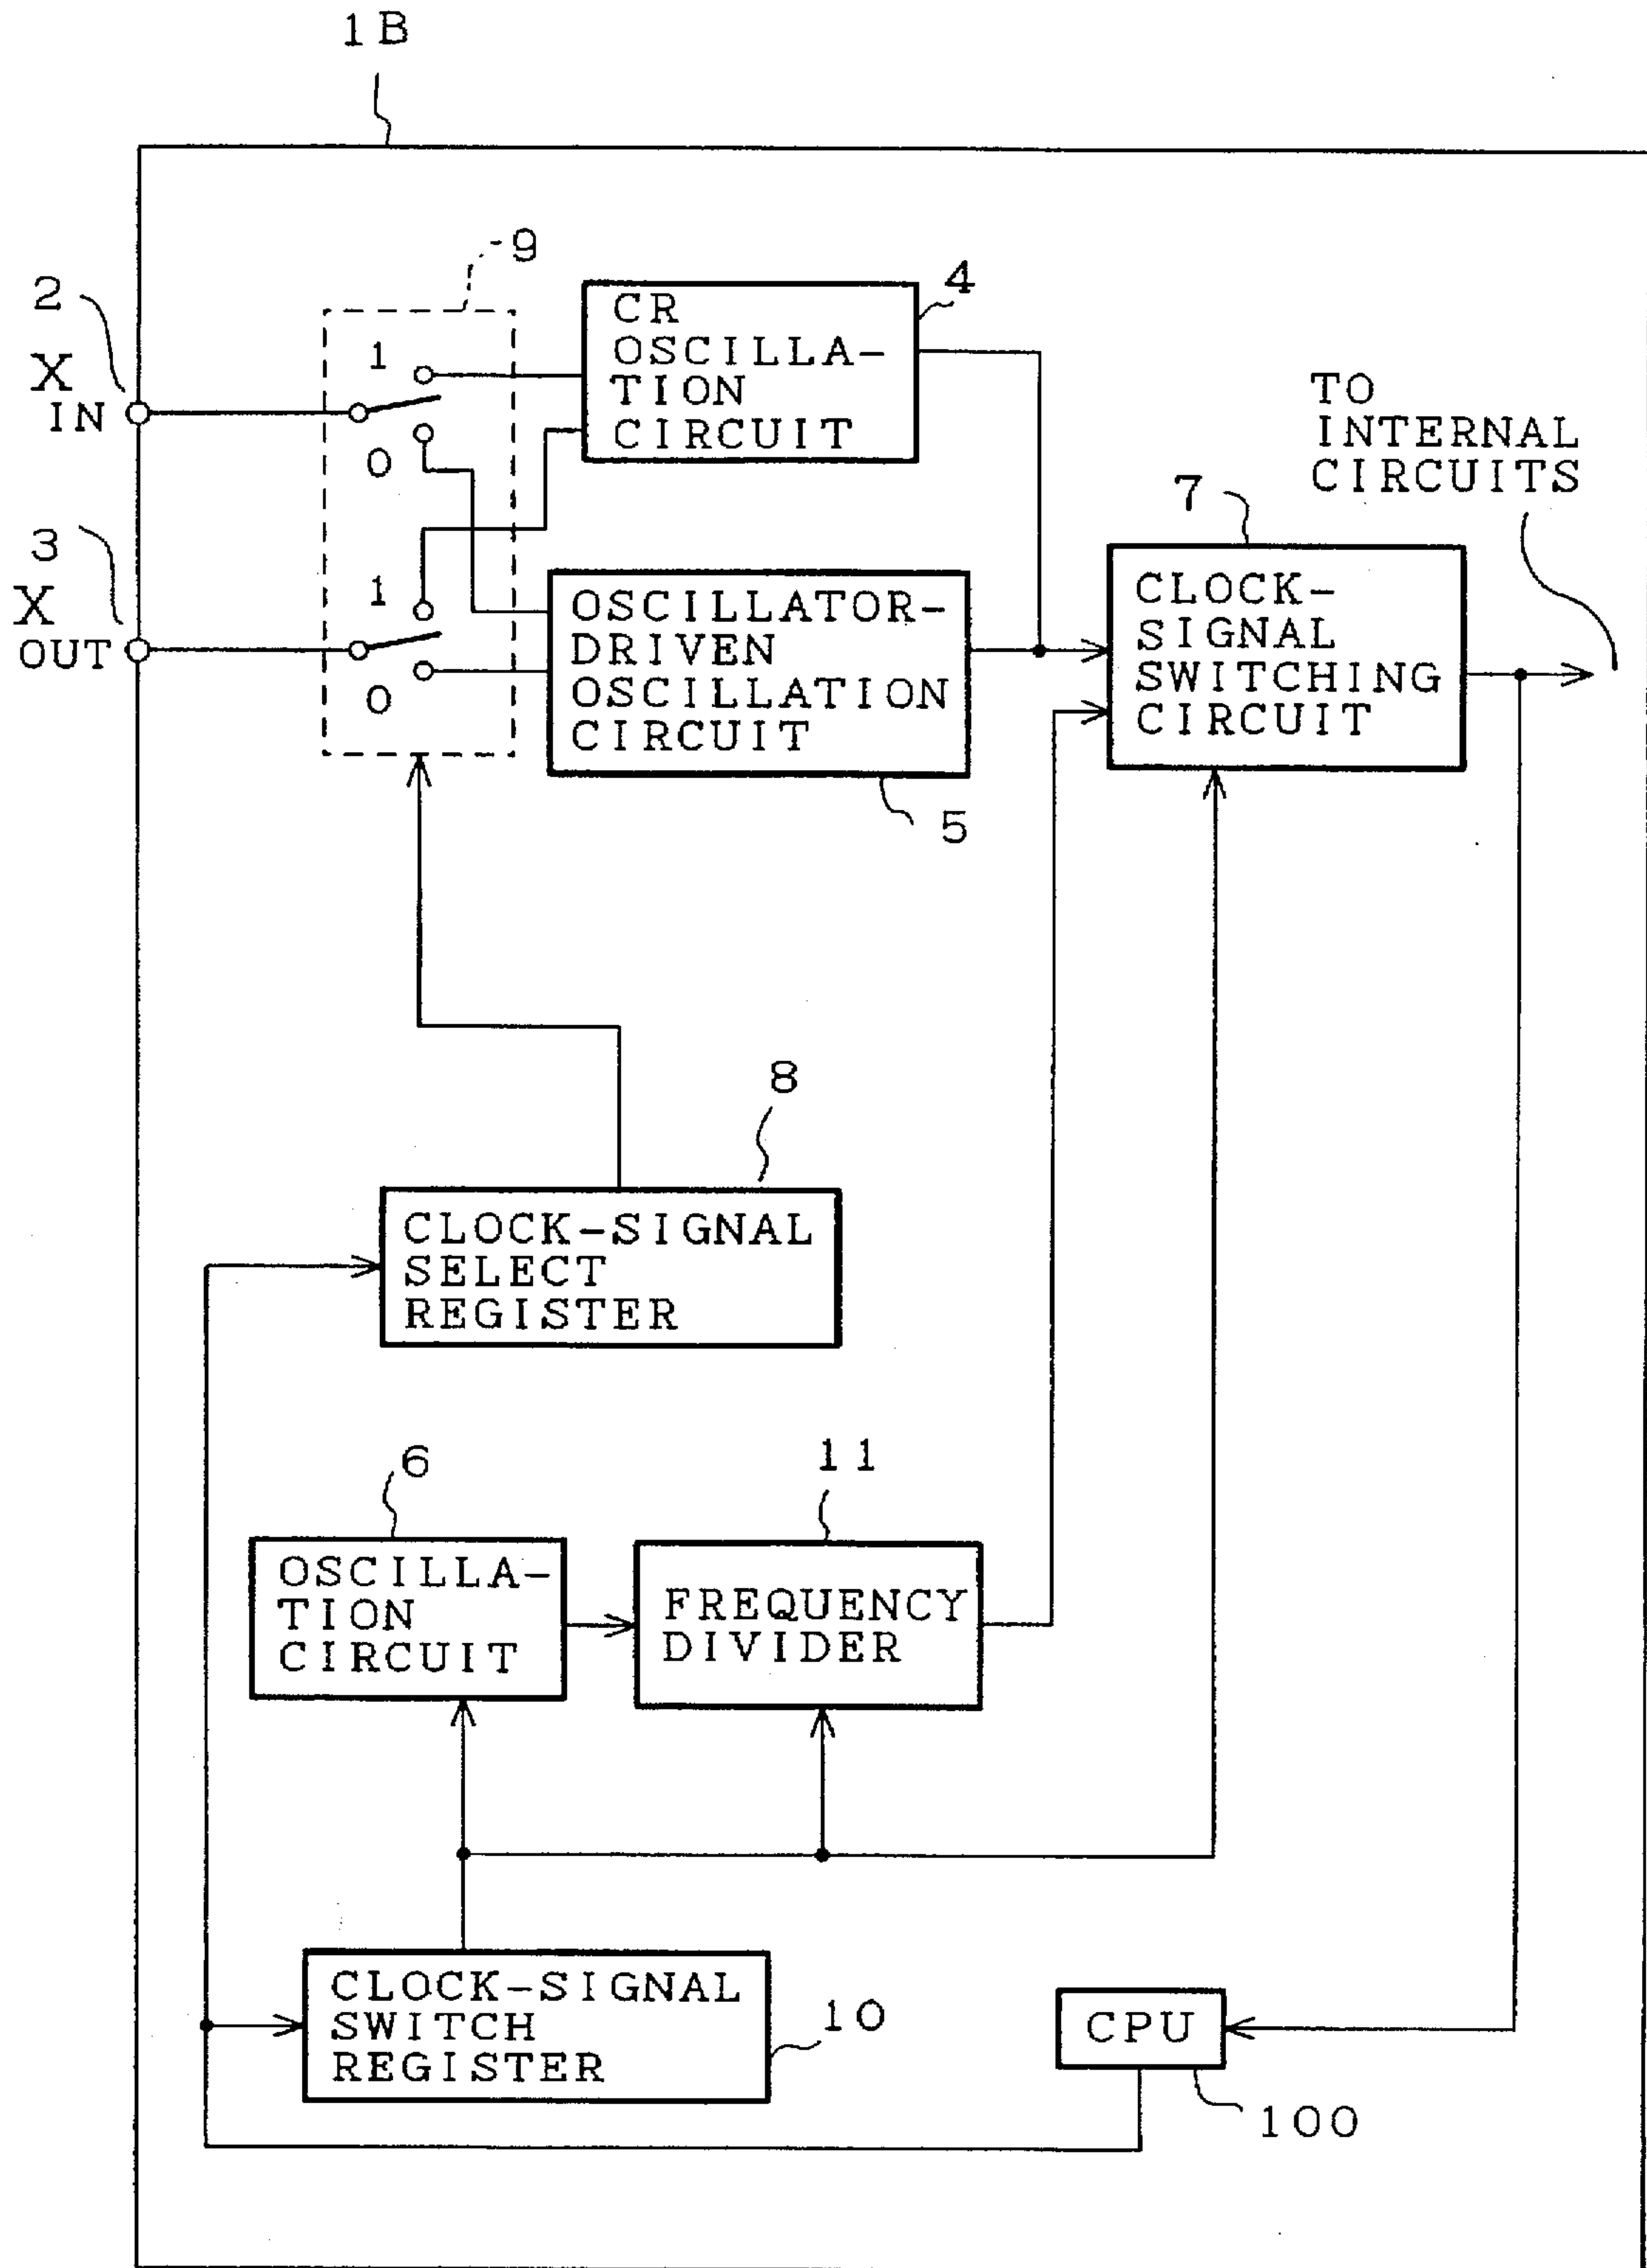 1B
9
2
X
IN
1
0
CR
OSCILLA-
TION
CIRCUIT
4
TO
INTERNAL
CIRCUITS
3
X
OUT
1
0
OSCILLATOR-
DRIVEN
OSCILLATION
CIRCUIT
5
7
CLOCK-
SIGNAL
SWITCHING
CIRCUIT
8
CLOCK-SIGNAL
SELECT
REGISTER
6
OSCILLA-
TION
CIRCUIT
11
FREQUENCY
DIVIDER
CLOCK-SIGNAL
SWITCH
REGISTER
10
CPU
100